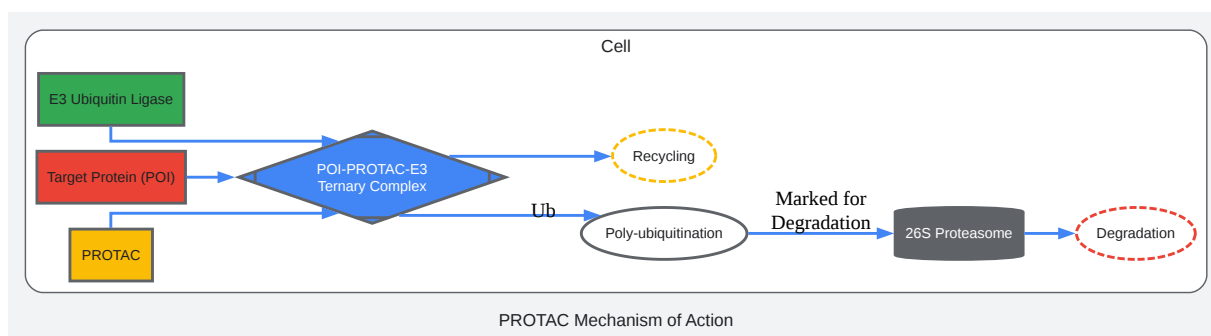 Cell
E3 Ubiquitin Ligase
Target Protein (POI)
PROTAC
POI-PROTAC-E3
Ternary Complex
Recycling
Ub
Poly-ubiquitination
Marked for
Degradation
26S Proteasome
Degradation
PROTAC Mechanism of Action